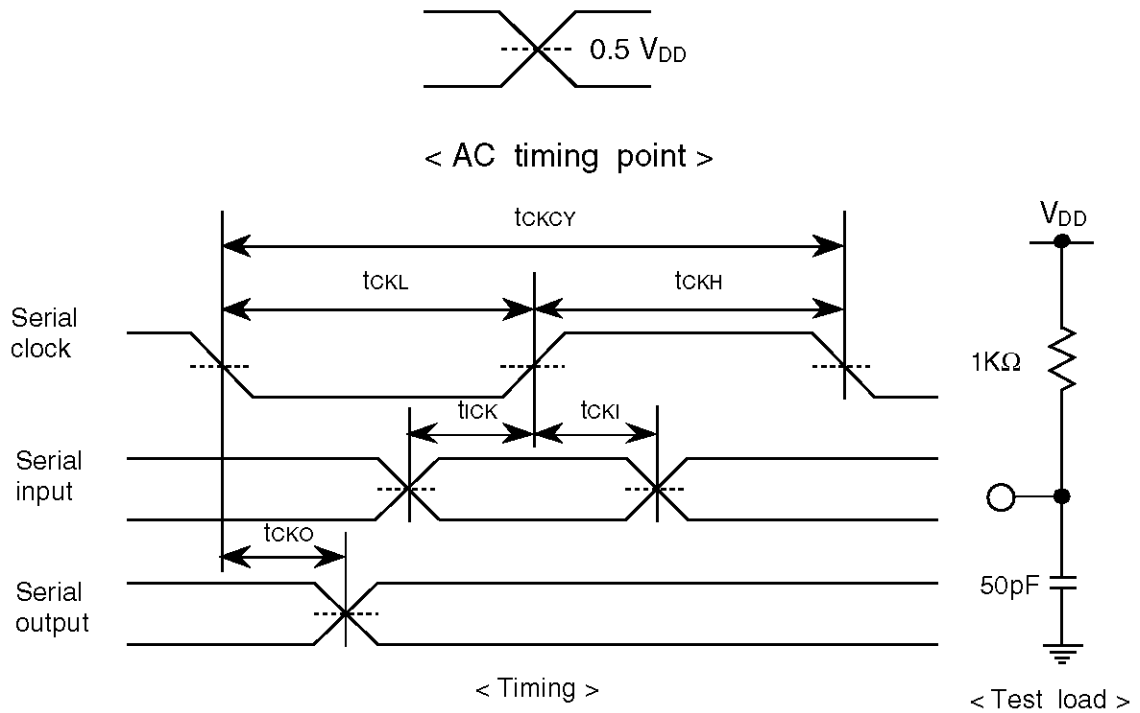 0.5 VDD
< AC timing point >
tCKCY
VDD
tCKL
tCKH
Serial
clock
1KΩ
tICK
tCKI
Serial
input
tCKO
Serial
output
50pF
< Timing >
< Test load >